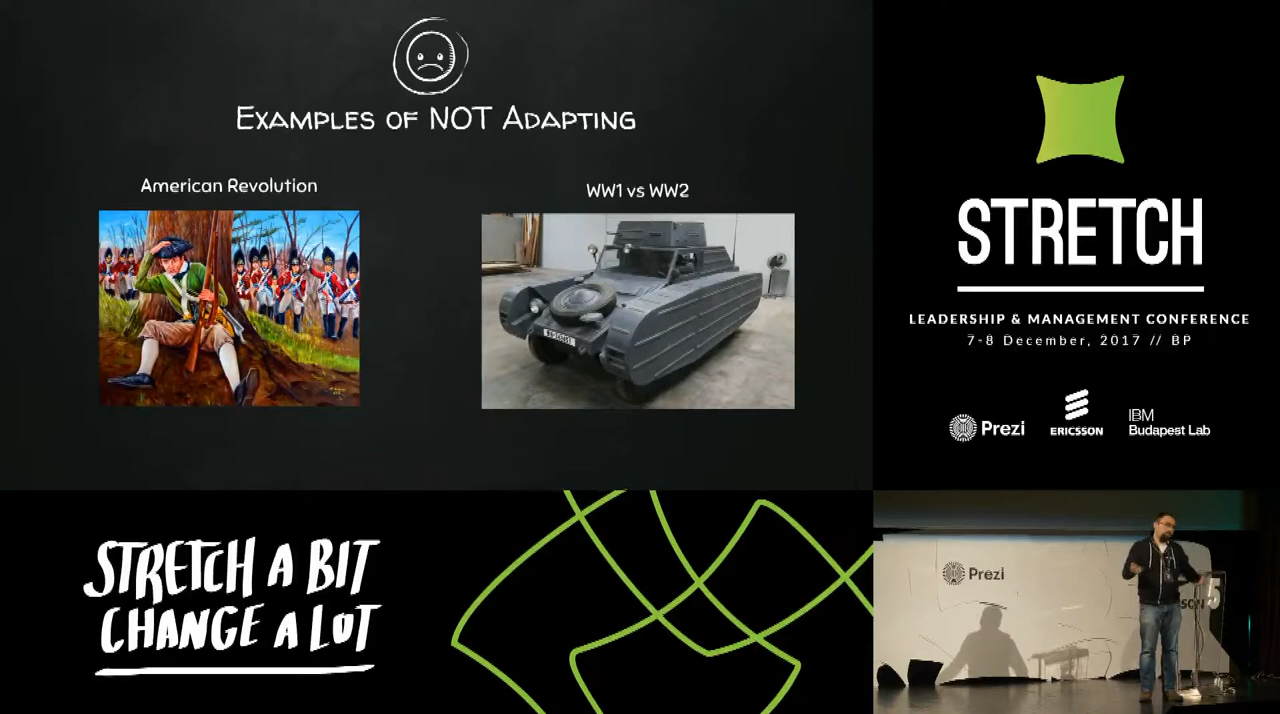 Examples of NOT Adapting
American Revolution
WW1 vs WW2
STRETCH
LEADERSHIP & MANAGEMENT CONFERENCE
7-8 December, 2017 // BP
Prezi
ERICSSON
IBM
Budapest Lab
STRETCH A BIT
CHANGE A LOT
Prezi